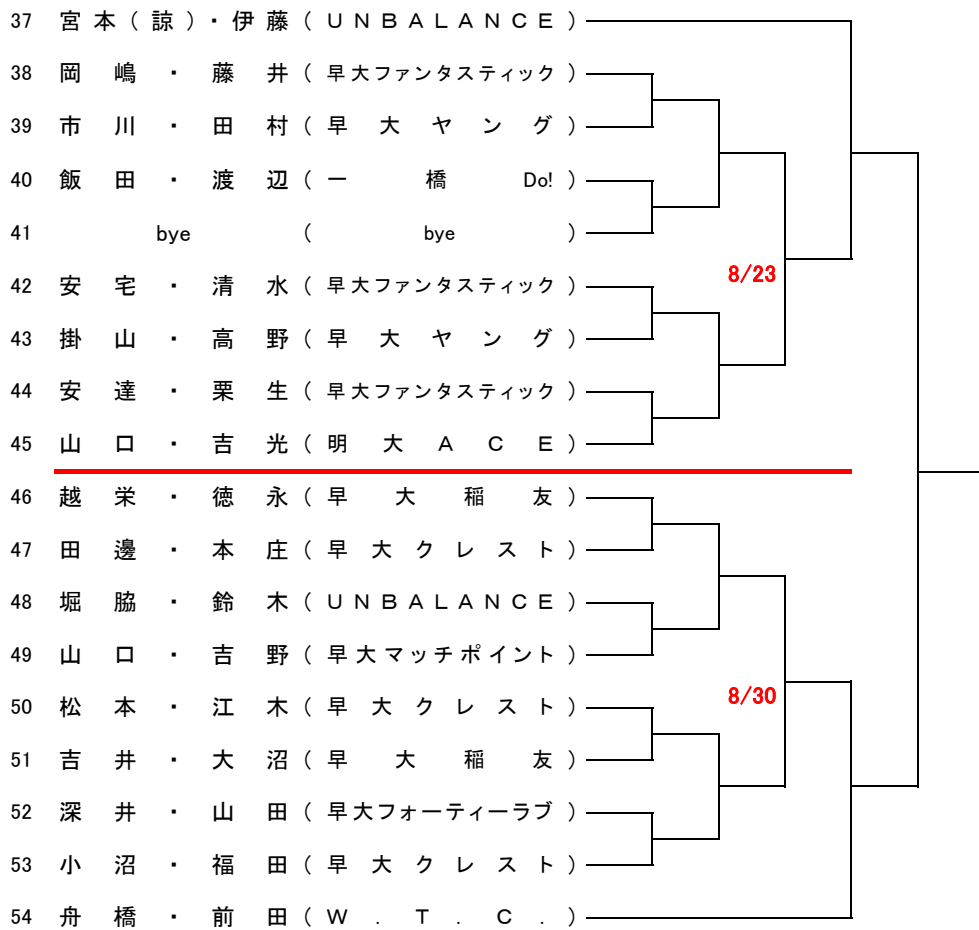 37 宮本(諒)・伊藤(UNBALANCE)
38 岡嶋・藤井(早大ファンタスティック)
39 市川・田村(早大ヤング)
40 飯田・渡辺(一橋Do!)
41 bye (bye)
8/23
42 安宅・清水(早大ファンタスティック)
43 掛山・高野(早大ヤング)
44 安達・栗生(早大ファンタスティック)
45 山口・吉光(明大ACE)
46 越栄・徳永(早大稲友)
47 田邊・本庄(早大クレスト)
48 堀脇・鈴木(UNBALANCE)
49 山口・吉野(早大マッチポイント)
8/30
50 松本・江木(早大クレスト)
51 吉井・大沼(早大稲友)
52 深井・山田(早大フォーティーラブ)
53 小沼・福田(早大クレスト)
54 舟橋・前田(W.T.C.)